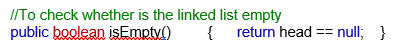 //To check whether is the linked list empty
public boolean isEmpty() { return head == null; }